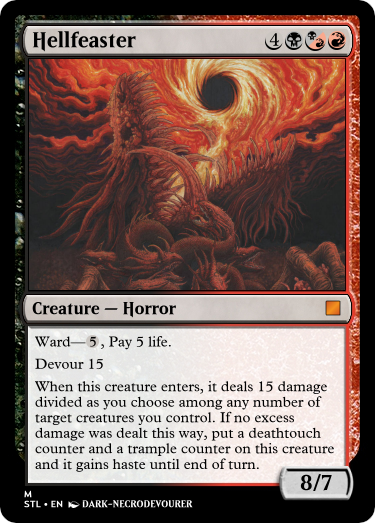 Hellfeaster 4
Creature — Horror
Ward—5, Pay 5 life.
Devour 15
When this creature enters, it deals 15 damage
divided as you choose among any number of
target creatures you control. If no excess
damage was dealt this way, put a deathtouch
counter and a trample counter on this creature
and it gains haste until end of turn.
8/7
M
STL • EN DARK-NECRODEVOURER